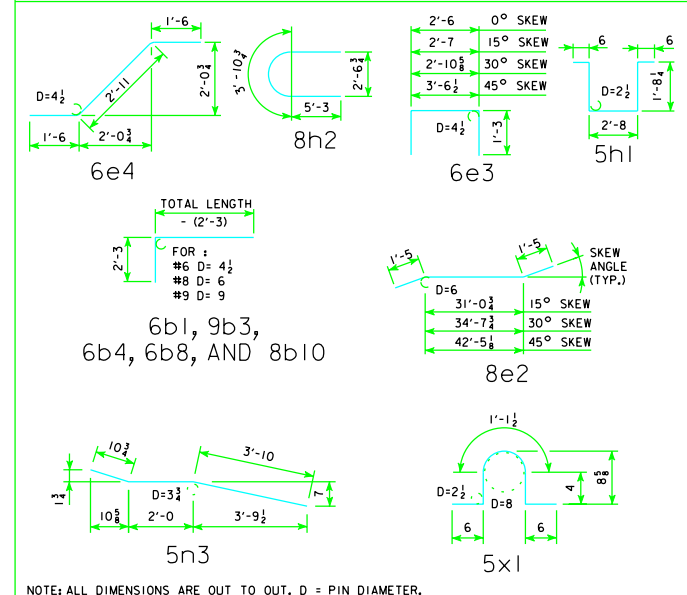 1'-6
D=4½
2'-11
2'-0¾
1'-6
2'-0¾
6e4
3'-10¾
2'-6¾
5'-3
8h2
2'-6 0° SKEW
2'-7 15° SKEW
2'-10⅝ 30° SKEW
3'-6½ 45° SKEW
D=4½
1'-3
6e3
6
6
D=2½
1'-8¼
2'-8
5h1
TOTAL LENGTH
- (2'-3)
2'-3
FOR :
#6 D= 4½
#8 D= 6
#9 D= 9
6b1, 9b3,
6b4, 6b8, AND 8b10
1'-5
1'-5
SKEW
ANGLE
(TYP.)
D=6
31'-0¾ 15° SKEW
34'-7¾ 30° SKEW
42'-5⅛ 45° SKEW
8e2
10¾
3'-10
1¾
D=3¾
7
10⅝
2'-0
3'-9½
5n3
1'-1½
D=2½
D=8
4
8⅝
6
6
5x1
NOTE: ALL DIMENSIONS ARE OUT TO OUT. D = PIN DIAMETER.